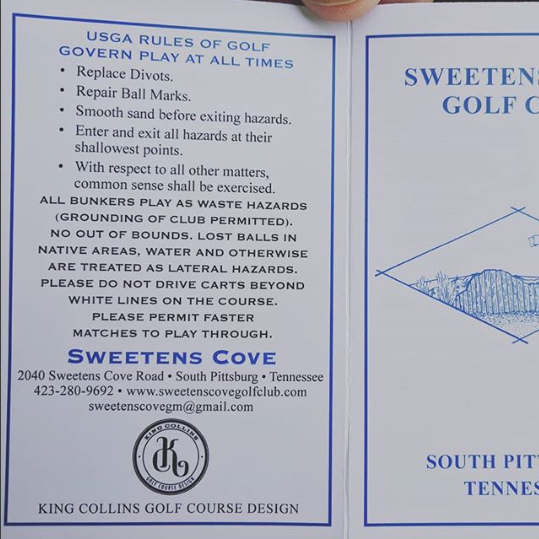 USGA RULES OF GOLF
GOVERN PLAY AT ALL TIMES
• Replace Divots.
• Repair Ball Marks.
• Smooth sand before exiting hazards.
• Enter and exit all hazards at their
shallowest points.
• With respect to all other matters,
common sense shall be exercised.
ALL BUNKERS PLAY AS WASTE HAZARDS
(GROUNDING OF CLUB PERMITTED).
NO OUT OF BOUNDS. LOST BALLS IN
NATIVE AREAS, WATER AND OTHERWISE
ARE TREATED AS LATERAL HAZARDS.
PLEASE DO NOT DRIVE CARTS BEYOND
WHITE LINES ON THE COURSE.
PLEASE PERMIT FASTER
MATCHES TO PLAY THROUGH.
SWEETENS COVE
2040 Sweetens Cove Road • South Pittsburg • Tennessee
423-280-9692 • www.sweetenscovegolfclub.com
sweetenscovegm@gmail.com
KING COLLINS
K
GOLF COURSE DESIGN
KING COLLINS GOLF COURSE DESIGN
SWEETENS
GOLF C
SOUTH PIT
TENNES